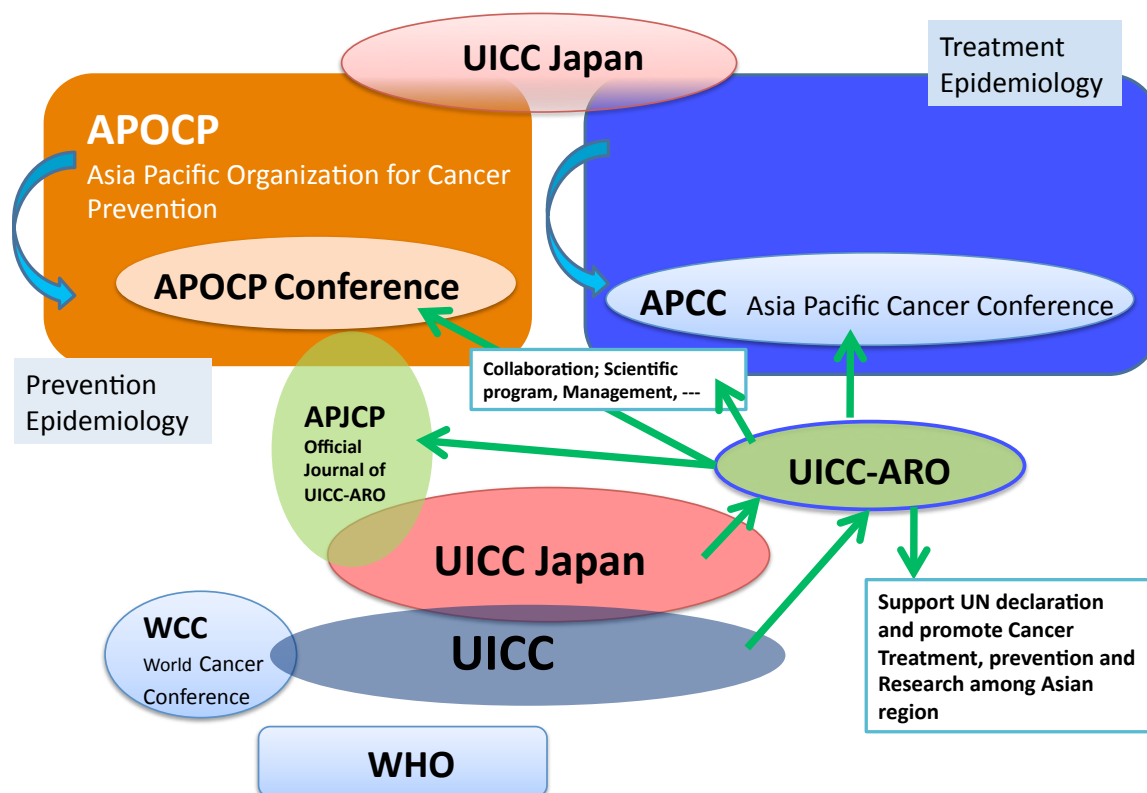 UICC Japan
Treatment
Epidemiology
APOCP
Asia Pacific Organization for Cancer
Prevention
APOCP Conference
APCC Asia Pacific Cancer Conference
Prevention
Epidemiology
Collaboration; Scientific
program, Management, ---
APJCP
Official
Journal of
UICC-ARO
UICC-ARO
UICC Japan
Support UN declaration
and promote Cancer
Treatment, prevention and
Research among Asian
region
WCC
World Cancer
Conference
UICC
WHO